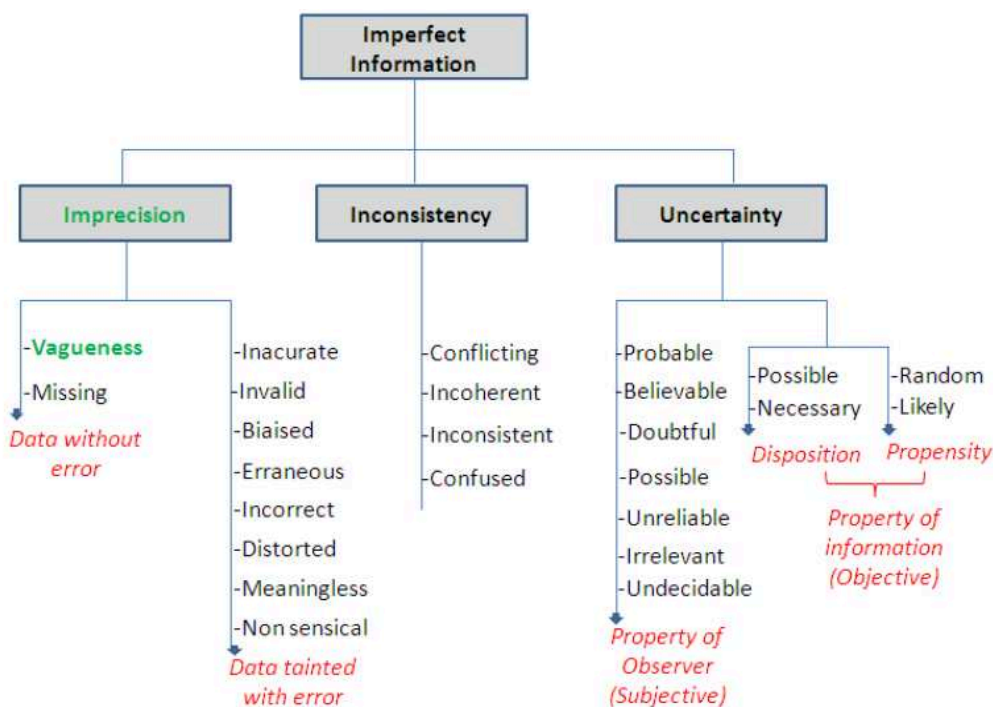 Imperfect
Information
Imprecision
Inconsistency
Uncertainty
-Vagueness
-Missing
Data without
error
-Inacurate
-Invalid
-Biaised
-Erraneous
-Incorrect
-Distorted
-Meaningless
-Non sensical
Data tainted
with error
-Conflicting
-Incoherent
-Inconsistent
-Confused
-Probable
-Believable
-Doubtful
-Possible
-Unreliable
-Irrelevant
-Undecidable
Property of
Observer
(Subjective)
-Possible
-Necessary
Disposition
-Random
-Likely
Propensity
Property of
information
(Objective)